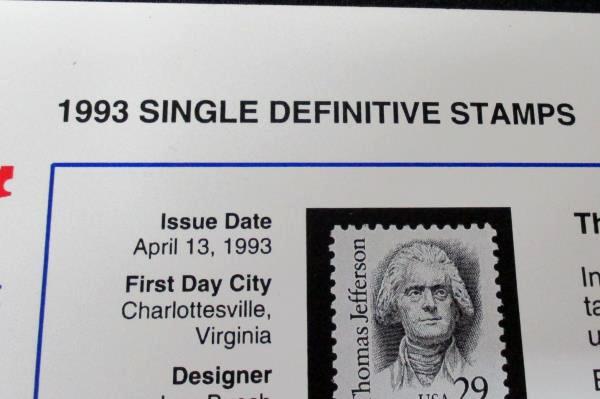 1993 SINGLE DEFINITIVE STAMPS
Issue Date
April 13, 1993
First Day City
Charlottesville,
Virginia
Designer
Thomas Jefferson
USA 29